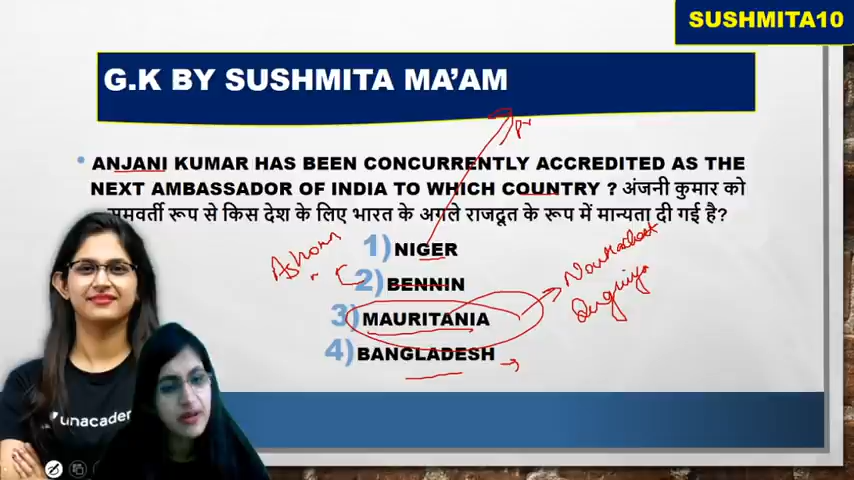 SUSHMITA10
G.K BY SUSHMITA MA’AM
• ANJANI KUMAR HAS BEEN CONCURRENTLY ACCREDITED AS THE
NEXT AMBASSADOR OF INDIA TO WHICH COUNTRY ? अंजनी कुमार को
समवर्ती रूप से किस देश के लिए भारत के अगले राजदूत के रूप में मान्यता दी गई है?
1) NIGER
2) BENNIN
3) MAURITANIA
4) BANGLADESH
unacade